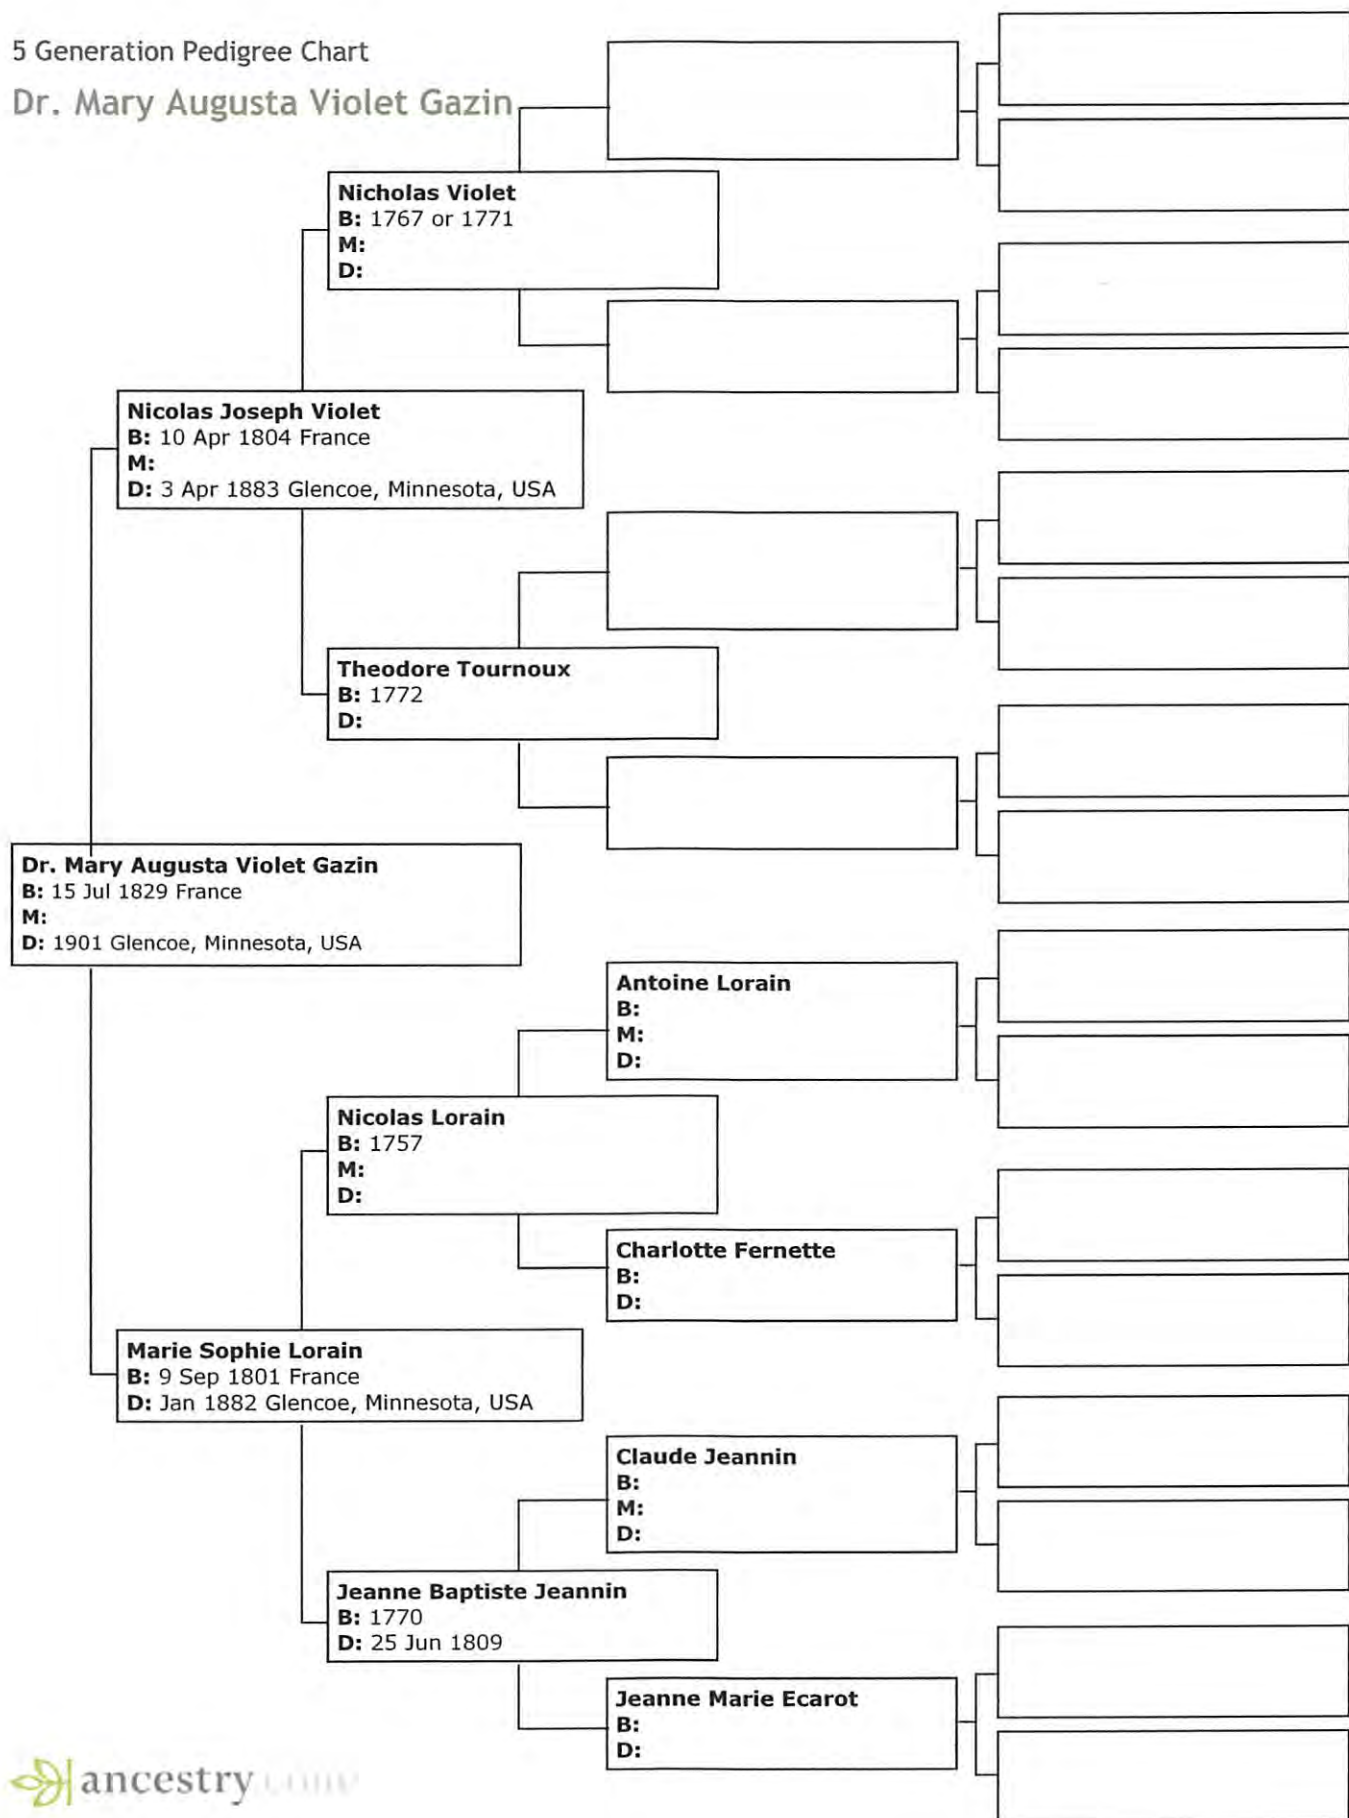 5 Generation Pedigree Chart
Dr. Mary Augusta Violet Gazin
Nicholas Violet
B: 1767 or 1771
M:
D:
Nicolas Joseph Violet
B: 10 Apr 1804 France
M:
D: 3 Apr 1883 Glencoe, Minnesota, USA
Theodore Tournoux
B: 1772
D:
Dr. Mary Augusta Violet Gazin
B: 15 Jul 1829 France
M:
D: 1901 Glencoe, Minnesota, USA
Antoine Lorain
B:
M:
D:
Nicolas Lorain
B: 1757
M:
D:
Charlotte Fernette
B:
D:
Marie Sophie Lorain
B: 9 Sep 1801 France
D: Jan 1882 Glencoe, Minnesota, USA
Claude Jeannin
B:
M:
D:
Jeanne Baptiste Jeannin
B: 1770
D: 25 Jun 1809
Jeanne Marie Ecarot
B:
D:
ancestry.com